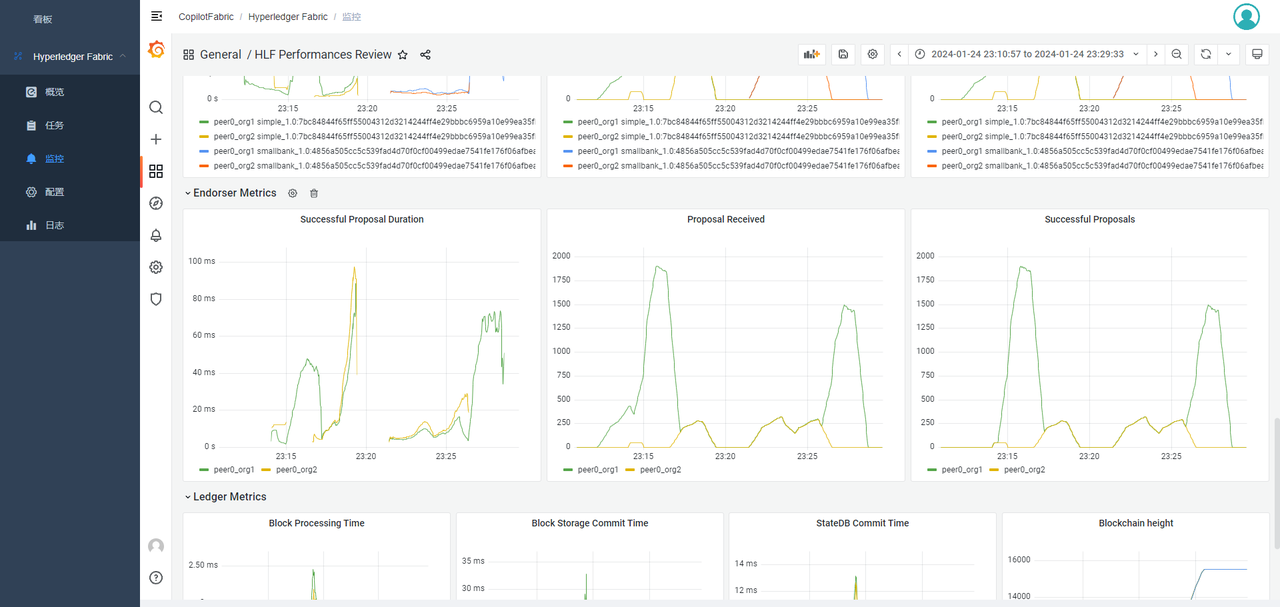 看板
Hyperledger Fabric
概览
任务
监控
配置
日志
CopilotFabric / Hyperledger Fabric / 监控
General / HLF Performances Review
2024-01-24 23:10:57 to 2024-01-24 23:29:33
0 s
23:15 23:20 23:25
peer0_org1 simple_1.0:7bc84844f65ff55004312d3214244ff4e29bbbc6959a10e99ea35f
peer0_org2 simple_1.0:7bc84844f65ff55004312d3214244ff4e29bbbc6959a10e99ea35f
peer0_org1 smallbank_1.0:4856a505cc5c539fad4d70f0cf00499edae7541fe176f06afbea
peer0_org2 smallbank_1.0:4856a505cc5c539fad4d70f0cf00499edae7541fe176f06afbea
0
23:15 23:20 23:25
peer0_org1 simple_1.0:7bc84844f65ff55004312d3214244ff4e29bbbc6959a10e99ea35f
peer0_org2 simple_1.0:7bc84844f65ff55004312d3214244ff4e29bbbc6959a10e99ea35f
peer0_org1 smallbank_1.0:4856a505cc5c539fad4d70f0cf00499edae7541fe176f06afbea
peer0_org2 smallbank_1.0:4856a505cc5c539fad4d70f0cf00499edae7541fe176f06afbea
0
23:15 23:20 23:25
peer0_org1 simple_1.0:7bc84844f65ff55004312d3214244ff4e29bbbc6959a10e99ea35f
peer0_org2 simple_1.0:7bc84844f65ff55004312d3214244ff4e29bbbc6959a10e99ea35f
peer0_org1 smallbank_1.0:4856a505cc5c539fad4d70f0cf00499edae7541fe176f06afbea
peer0_org2 smallbank_1.0:4856a505cc5c539fad4d70f0cf00499edae7541fe176f06afbea
Endorser Metrics
Successful Proposal Duration
100 ms
80 ms
60 ms
40 ms
20 ms
0 s
23:15 23:20 23:25
peer0_org1 peer0_org2
Proposal Received
2000
1750
1500
1250
1000
750
500
250
0
23:15 23:20 23:25
peer0_org1 peer0_org2
Successful Proposals
2000
1750
1500
1250
1000
750
500
250
0
23:15 23:20 23:25
peer0_org1 peer0_org2
Ledger Metrics
Block Processing Time
2.50 ms
Block Storage Commit Time
35 ms
30 ms
StateDB Commit Time
14 ms
12 ms
Blockchain height
16000
14000